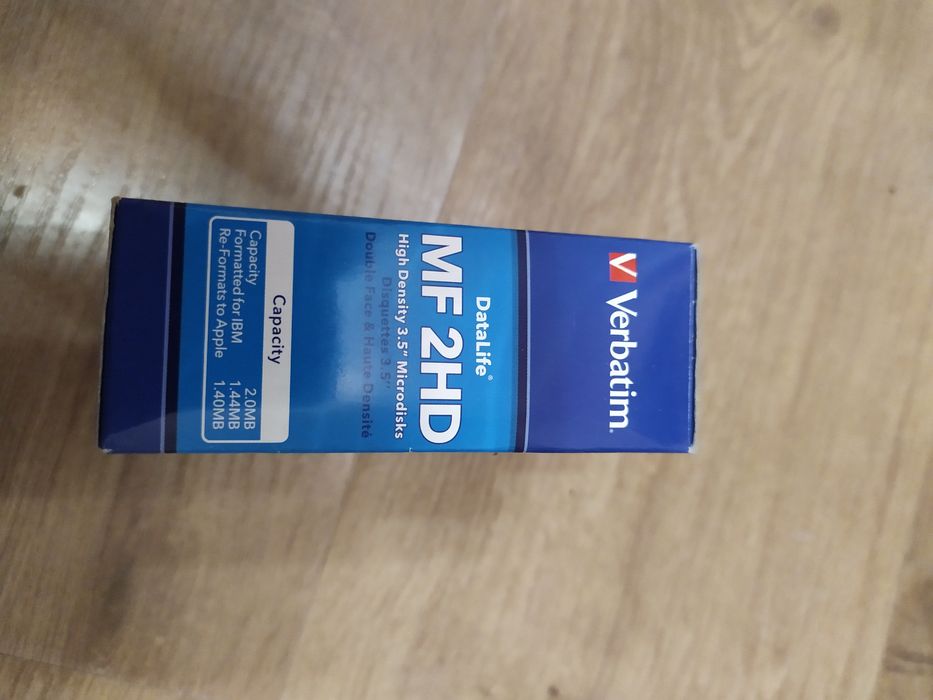 Verbatim.
DataLife®
MF 2HD
High Density 3.5" Microdisks
Disquettes 3.5''
Double Face & Haute Densité
Capacity
Capacity 2.0MB
Formatted for IBM 1.44MB
Re-Formats to Apple 1.40MB